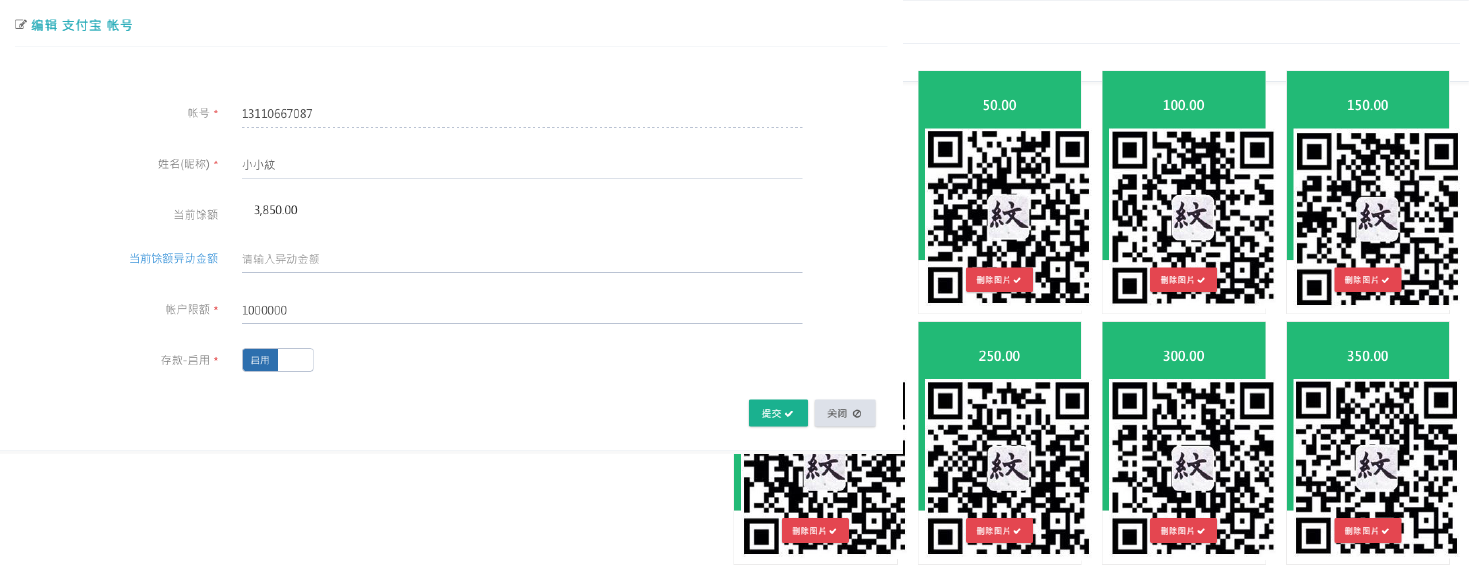 编辑 支付宝 帐号
帐号 *
13110667087
姓名(昵称) *
小小紋
当前馀额
3,850.00
当前馀额异动金额
请输入异动金额
帐户限额 *
1000000
存款-启用 *
启用
提交
关闭
50.00
100.00
150.00
紋
紋
紋
删除图片
删除图片
删除图片
250.00
300.00
350.00
紋
紋
紋
紋
删除图片
删除图片
删除图片
删除图片